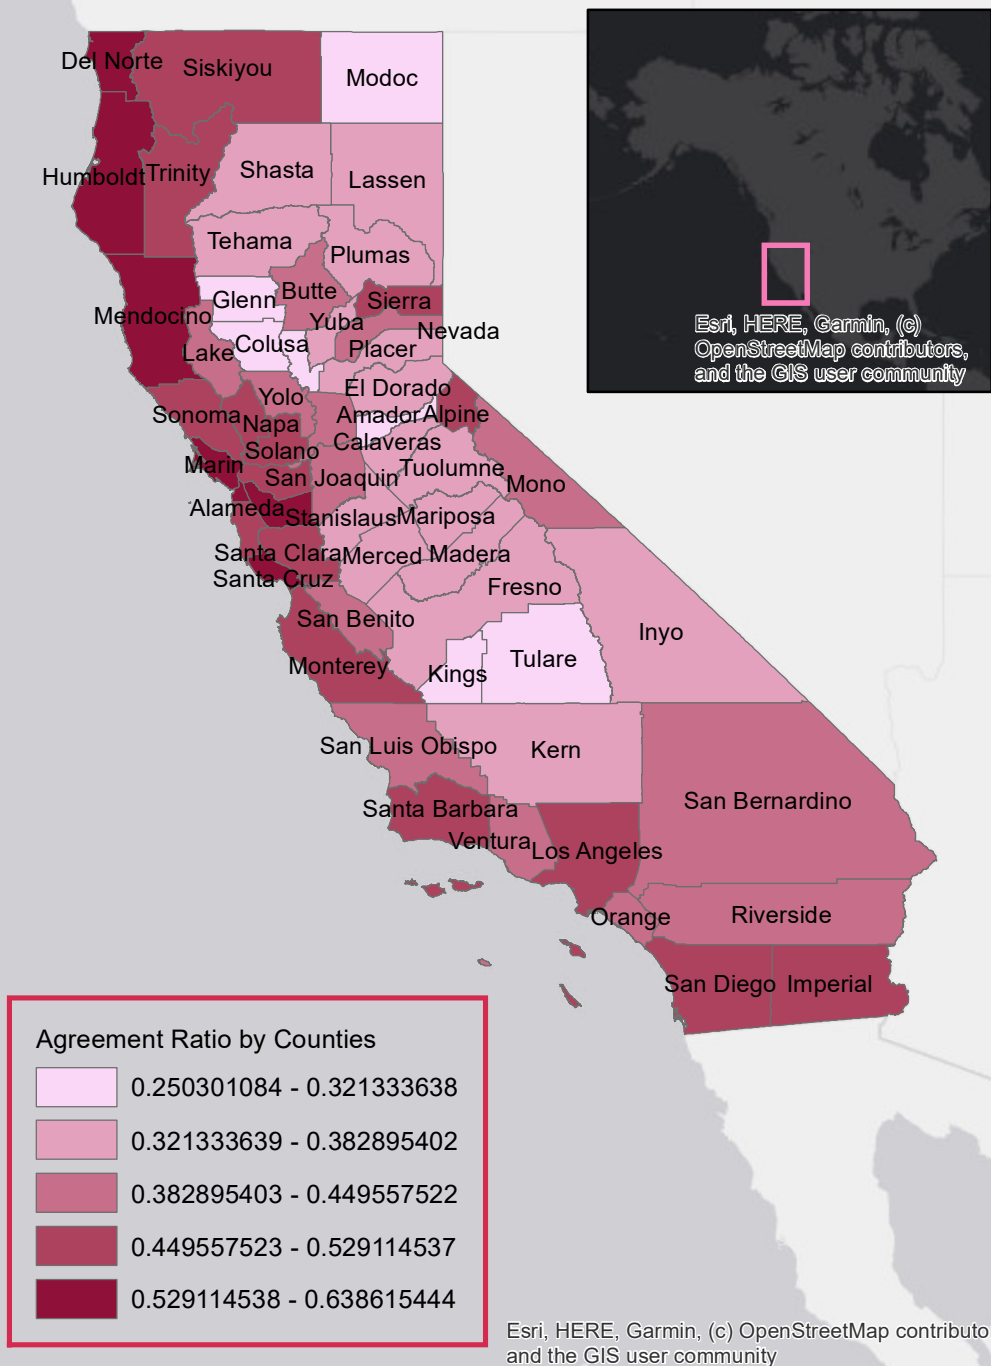 Del Norte
Siskiyou
Modoc
Humboldt
Trinity
Shasta
Lassen
Tehama
Plumas
Mendocino
Glenn
Butte
Sierra
Yuba
Nevada
Lake
Colusa
Placer
Yolo
El Dorado
Sonoma
Napa
Amador
Alpine
Solano
Calaveras
Marin
San Joaquin
Tuolumne
Mono
Alameda
Stanislaus
Mariposa
Santa Clara
Merced
Madera
Santa Cruz
Fresno
San Benito
Inyo
Monterey
Kings
Tulare
San Luis Obispo
Kern
Santa Barbara
San Bernardino
Ventura
Los Angeles
Orange
Riverside
San Diego
Imperial
Esri, HERE, Garmin, (c)
OpenStreetMap contributors,
and the GIS user community
Agreement Ratio by Counties
0.250301084 - 0.321333638
0.321333639 - 0.382895402
0.382895403 - 0.449557522
0.449557523 - 0.529114537
0.529114538 - 0.638615444
Esri, HERE, Garmin, (c) OpenStreetMap contributo
and the GIS user community